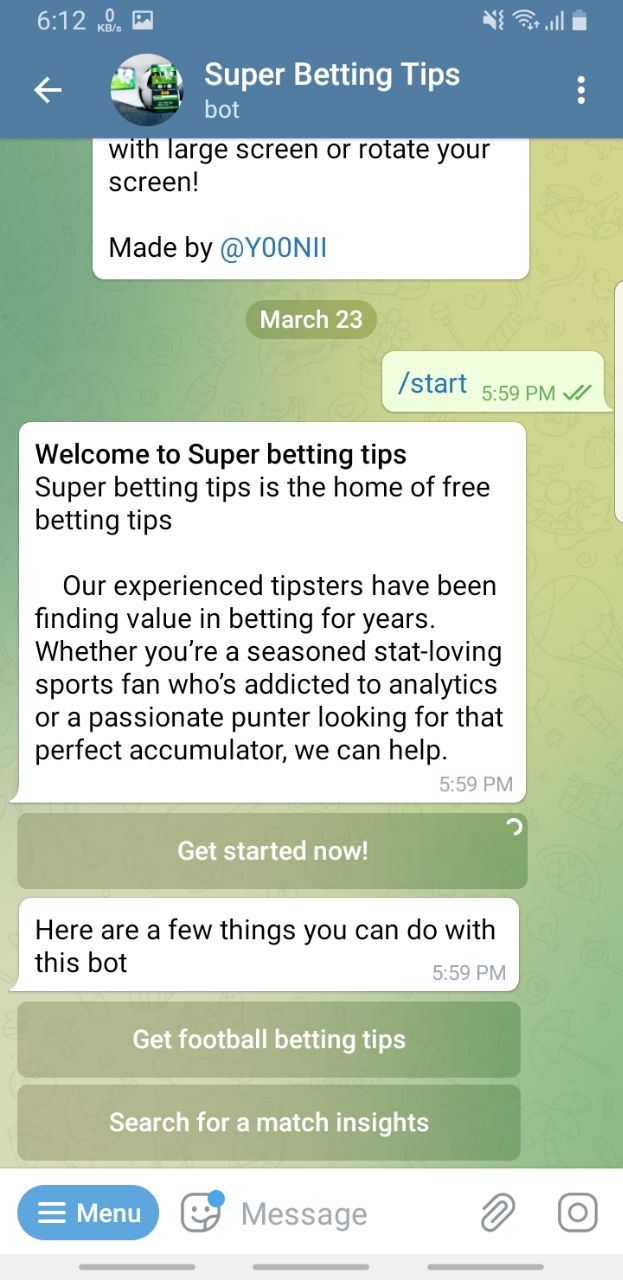 6:12 0 KB/s
Super Betting Tips
bot
with large screen or rotate your
screen!
Made by @Y00NII
March 23
/start 5:59 PM
Welcome to Super betting tips
Super betting tips is the home of free
betting tips
Our experienced tipsters have been
finding value in betting for years.
Whether you’re a seasoned stat-loving
sports fan who’s addicted to analytics
or a passionate punter looking for that
perfect accumulator, we can help.
5:59 PM
Get started now!
Here are a few things you can do with
this bot 5:59 PM
Get football betting tips
Search for a match insights
Menu Message